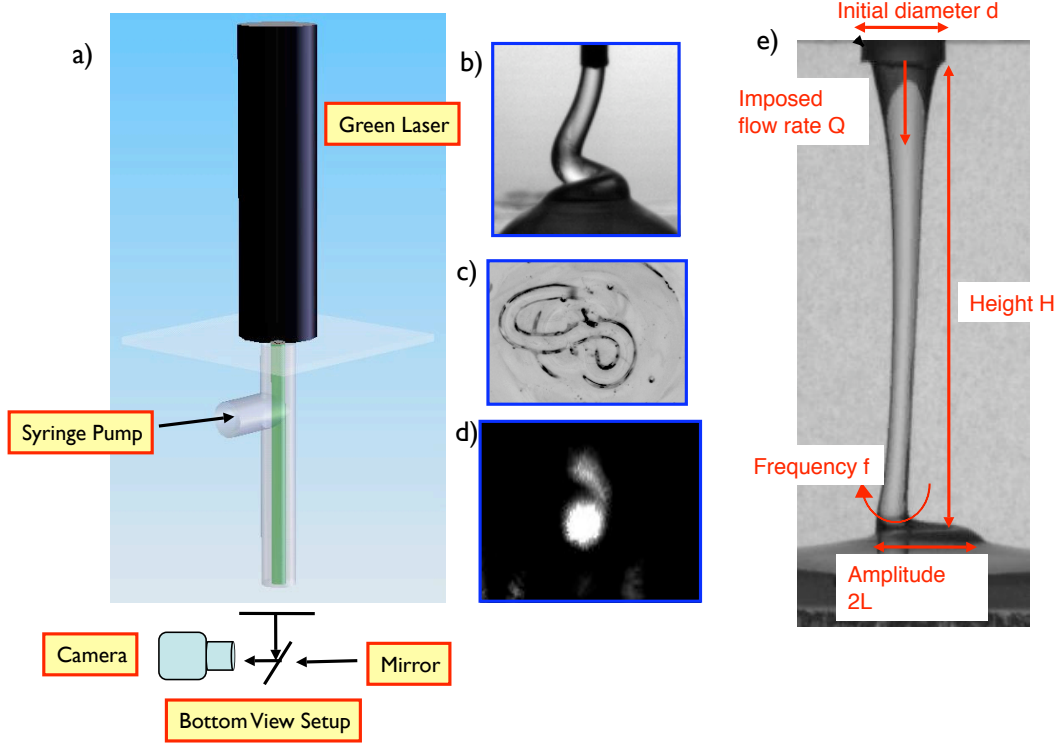 a)
Green Laser
Syringe Pump
Camera
Mirror
Bottom View Setup
b)
c)
d)
e)
Initial diameter d
Imposed
flow rate Q
Height H
Frequency f
Amplitude
2L